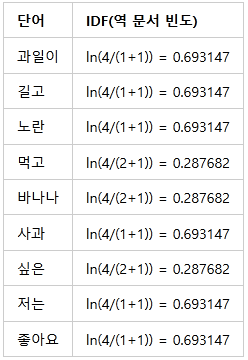 단어 IDF(역 문서 빈도)
과일이 ln(4/(1+1)) = 0.693147
길고 ln(4/(1+1)) = 0.693147
노란 ln(4/(1+1)) = 0.693147
먹고 ln(4/(2+1)) = 0.287682
바나나 ln(4/(2+1)) = 0.287682
사과 ln(4/(1+1)) = 0.693147
싶은 ln(4/(2+1)) = 0.287682
저는 ln(4/(1+1)) = 0.693147
좋아요 ln(4/(1+1)) = 0.693147